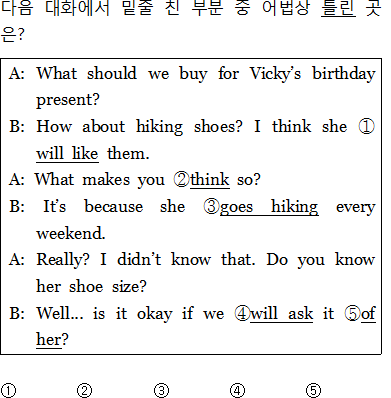 다음 대화에서 밑줄 친 부분 중 어법상 틀린 곳
은?
A: What should we buy for Vicky's birthday
present?
B: How about hiking shoes? I think she ①
will like them.
A: What makes you ②think so?
B: It's because she ③goes hiking every
weekend.
A: Really? I didn't know that. Do you know
her shoe size?
B: Well... is it okay if we ④will ask it ⑤of
her?
① ② ③ ④ ⑤